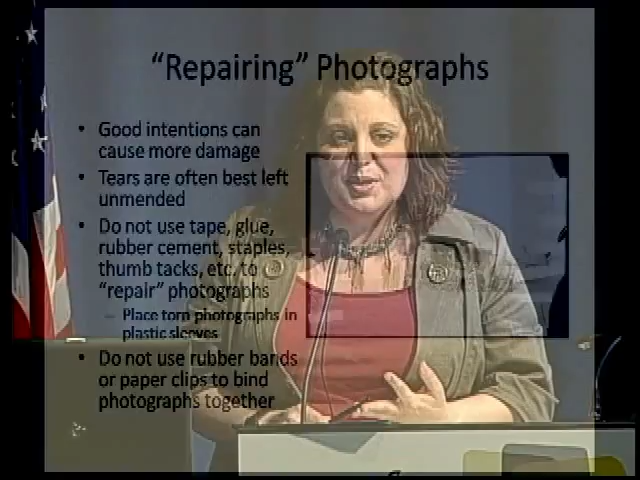 “Repairing” Photographs
• Good intentions can
cause more damage
• Tears are often best left
unmended
• Do not use tape, glue,
rubber cement, staples,
thumb tacks, etc. to
“repair” photographs
– Place torn photographs in
plastic sleeves
• Do not use rubber bands
or paper clips to bind
photographs together